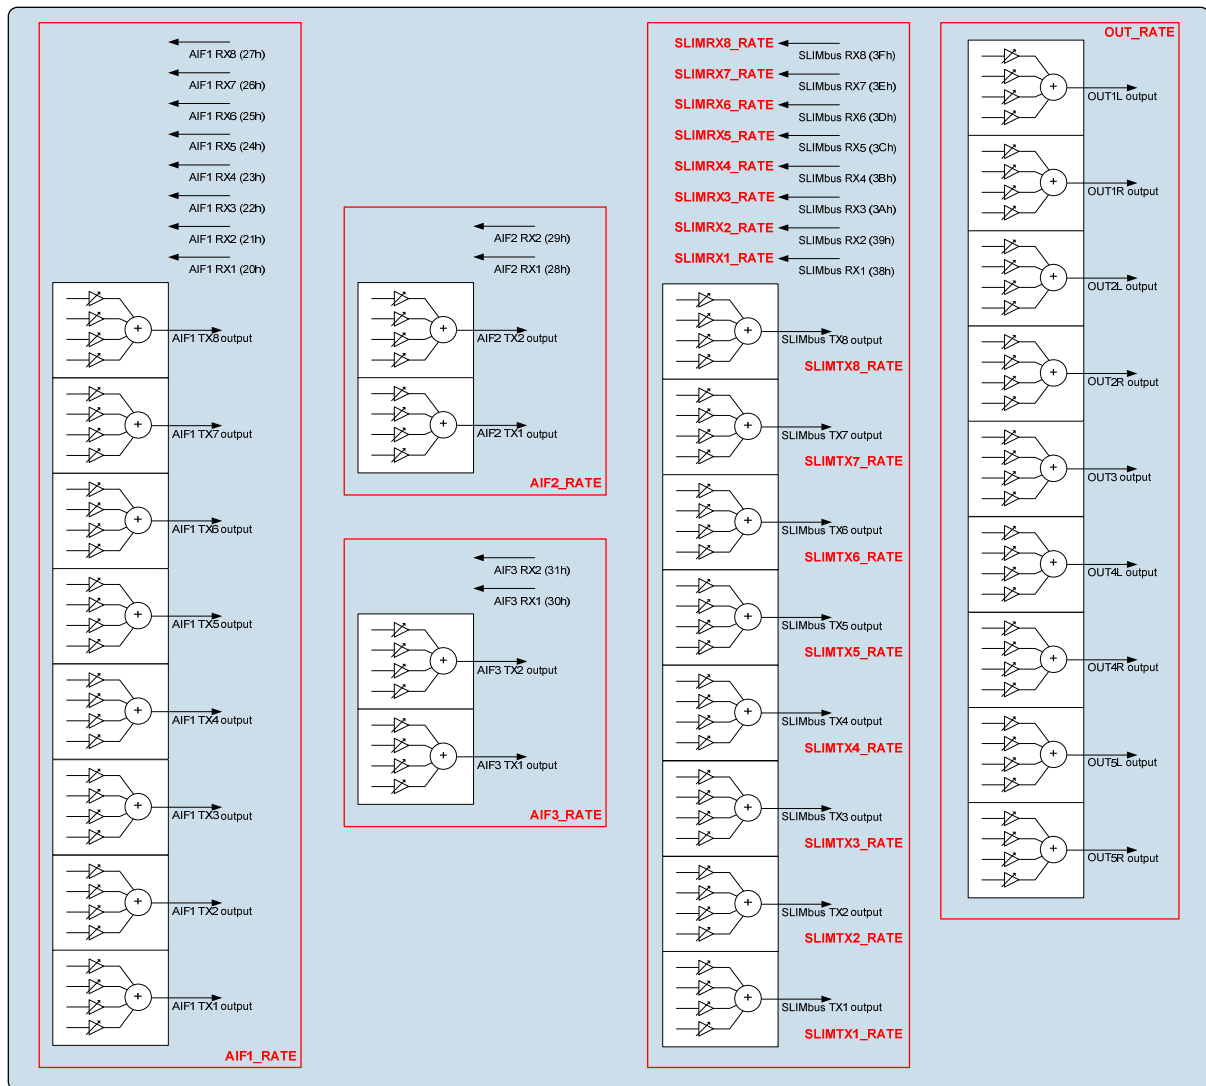 AIF1 RX8 (27h)
AIF1 RX7 (26h)
AIF1 RX6 (25h)
AIF1 RX5 (24h)
AIF1 RX4 (23h)
AIF1 RX3 (22h)
AIF1 RX2 (21h)
AIF1 RX1 (20h)
+
AIF1 TX8 output
+
AIF1 TX7 output
+
AIF1 TX6 output
+
AIF1 TX5 output
+
AIF1 TX4 output
+
AIF1 TX3 output
+
AIF1 TX2 output
+
AIF1 TX1 output
AIF1_RATE
AIF2 RX2 (29h)
AIF2 RX1 (28h)
+
AIF2 TX2 output
+
AIF2 TX1 output
AIF2_RATE
AIF3 RX2 (31h)
AIF3 RX1 (30h)
+
AIF3 TX2 output
+
AIF3 TX1 output
AIF3_RATE
SLIMRX8_RATE
SLIMbus RX8 (3Fh)
SLIMRX7_RATE
SLIMbus RX7 (3Eh)
SLIMRX6_RATE
SLIMbus RX6 (3Dh)
SLIMRX5_RATE
SLIMbus RX5 (3Ch)
SLIMRX4_RATE
SLIMbus RX4 (3Bh)
SLIMRX3_RATE
SLIMbus RX3 (3Ah)
SLIMRX2_RATE
SLIMbus RX2 (39h)
SLIMRX1_RATE
SLIMbus RX1 (38h)
+
SLIMbus TX8 output
SLIMTX8_RATE
+
SLIMbus TX7 output
SLIMTX7_RATE
+
SLIMbus TX6 output
SLIMTX6_RATE
+
SLIMbus TX5 output
SLIMTX5_RATE
+
SLIMbus TX4 output
SLIMTX4_RATE
+
SLIMbus TX3 output
SLIMTX3_RATE
+
SLIMbus TX2 output
SLIMTX2_RATE
+
SLIMbus TX1 output
SLIMTX1_RATE
OUT_RATE
+
OUT1L output
+
OUT1R output
+
OUT2L output
+
OUT2R output
+
OUT3 output
+
OUT4L output
+
OUT4R output
+
OUT5L output
+
OUT5R output